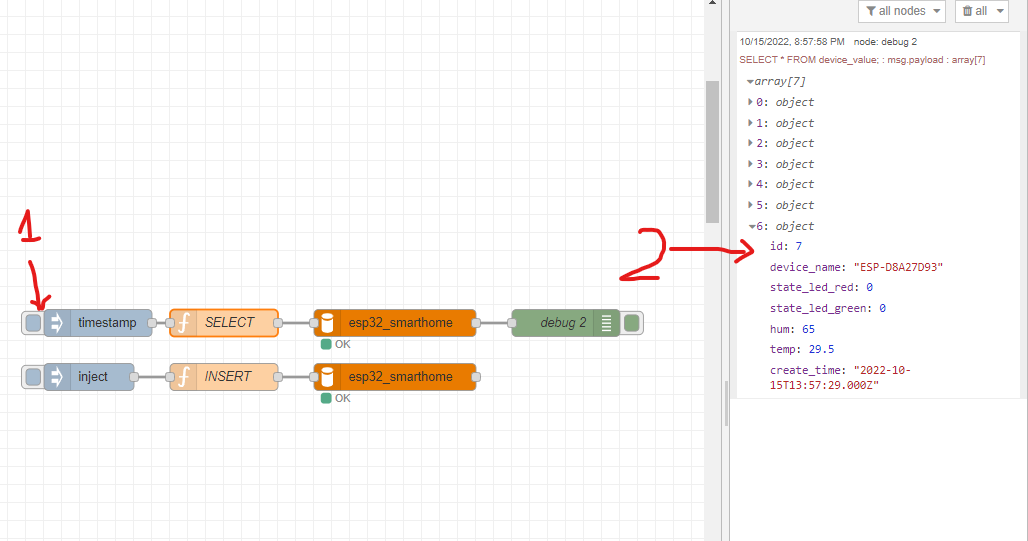 all nodes
all
10/15/2022, 8:57:58 PM node: debug 2
SELECT * FROM device_value; : msg.payload : array[7]
array[7]
0: object
1: object
2: object
3: object
4: object
5: object
6: object
id: 7
device_name: "ESP-D8A27D93"
state_led_red: 0
state_led_green: 0
hum: 65
temp: 29.5
create_time: "2022-10-
15T13:57:29.000Z"
1
2
timestamp
SELECT
esp32_smarthome
debug 2
OK
inject
INSERT
esp32_smarthome
OK